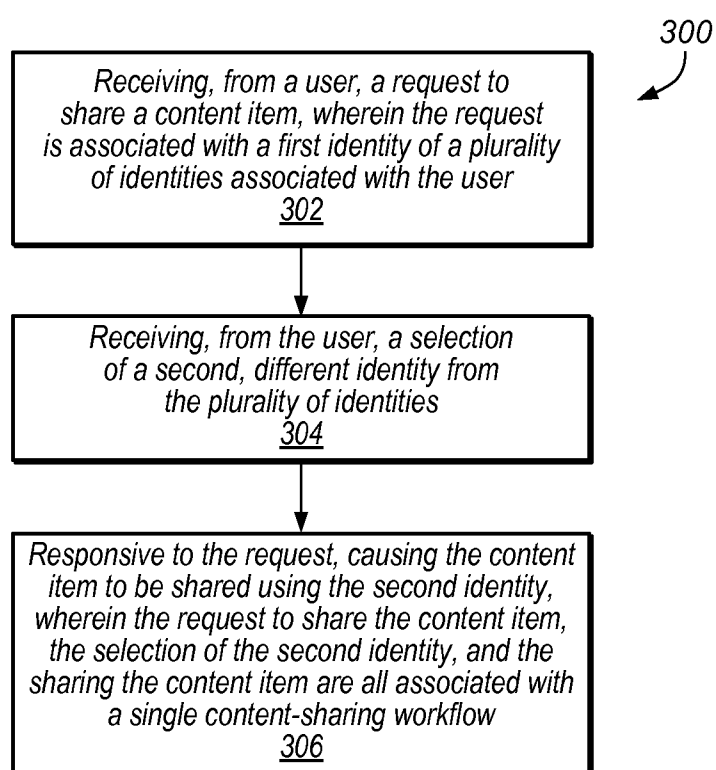 300
Receiving, from a user, a request to
share a content item, wherein the request
is associated with a first identity of a plurality
of identities associated with the user
302
Receiving, from the user, a selection
of a second, different identity from
the plurality of identities
304
Responsive to the request, causing the content
item to be shared using the second identity,
wherein the request to share the content item,
the selection of the second identity, and the
sharing the content item are all associated with
a single content-sharing workflow
306